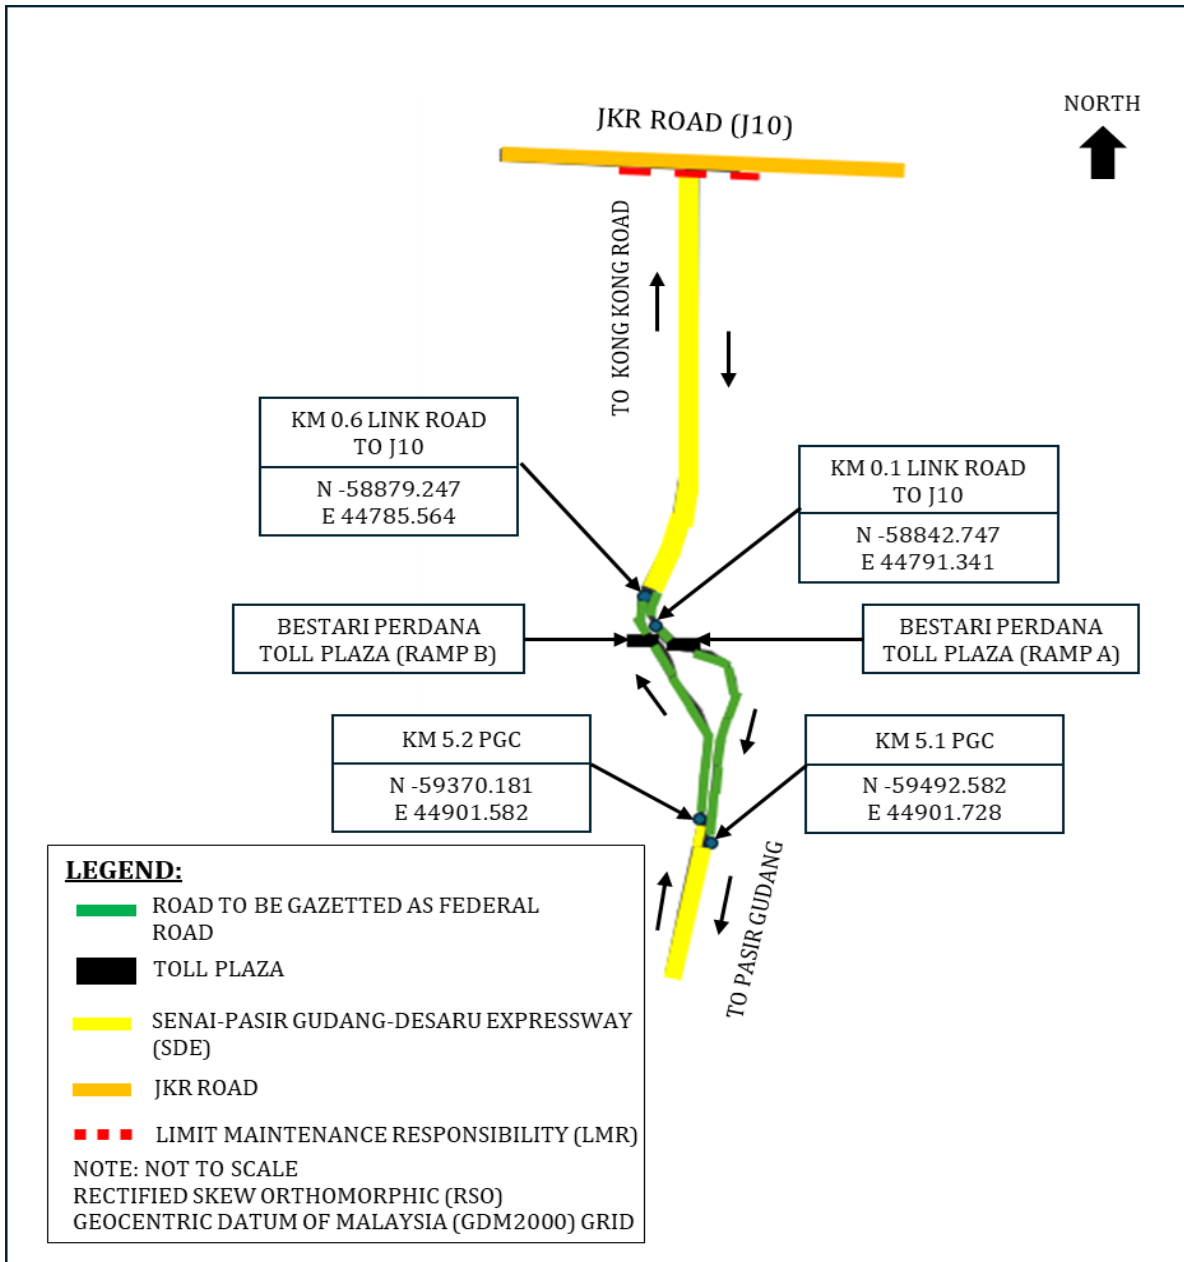 NORTH
JKR ROAD (J10)
TO KONG KONG ROAD
KM 0.6 LINK ROAD
TO J10
N -58879.247
E 44785.564
KM 0.1 LINK ROAD
TO J10
N -58842.747
E 44791.341
BESTARI PERDANA
TOLL PLAZA (RAMP B)
BESTARI PERDANA
TOLL PLAZA (RAMP A)
KM 5.2 PGC
N -59370.181
E 44901.582
KM 5.1 PGC
N -59492.582
E 44901.728
TO PASIR GUDANG
LEGEND:
ROAD TO BE GAZETTED AS FEDERAL
ROAD
TOLL PLAZA
SENAI-PASIR GUDANG-DESARU EXPRESSWAY
(SDE)
JKR ROAD
LIMIT MAINTENANCE RESPONSIBILITY (LMR)
NOTE: NOT TO SCALE
RECTIFIED SKEW ORTHOMORPHIC (RSO)
GEOCENTRIC DATUM OF MALAYSIA (GDM2000) GRID